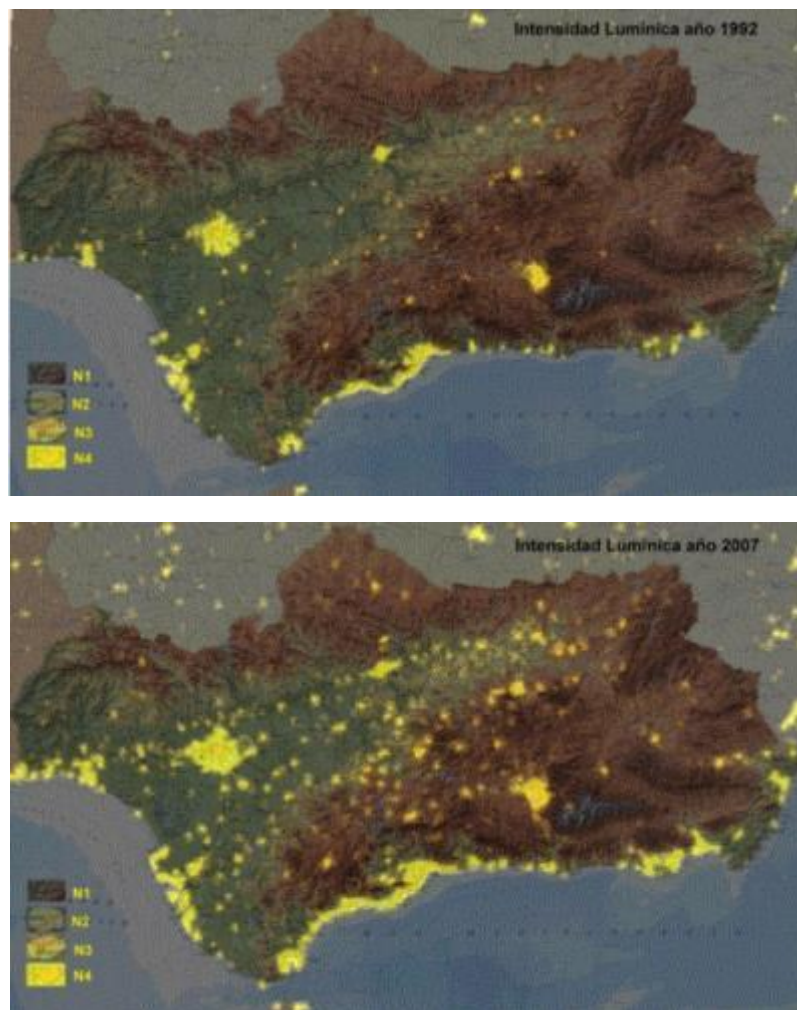 Intensidad Lumínica año 1992
N1
N2
N3
N4
Intensidad Lumínica año 2007
N1
N2
N3
N4